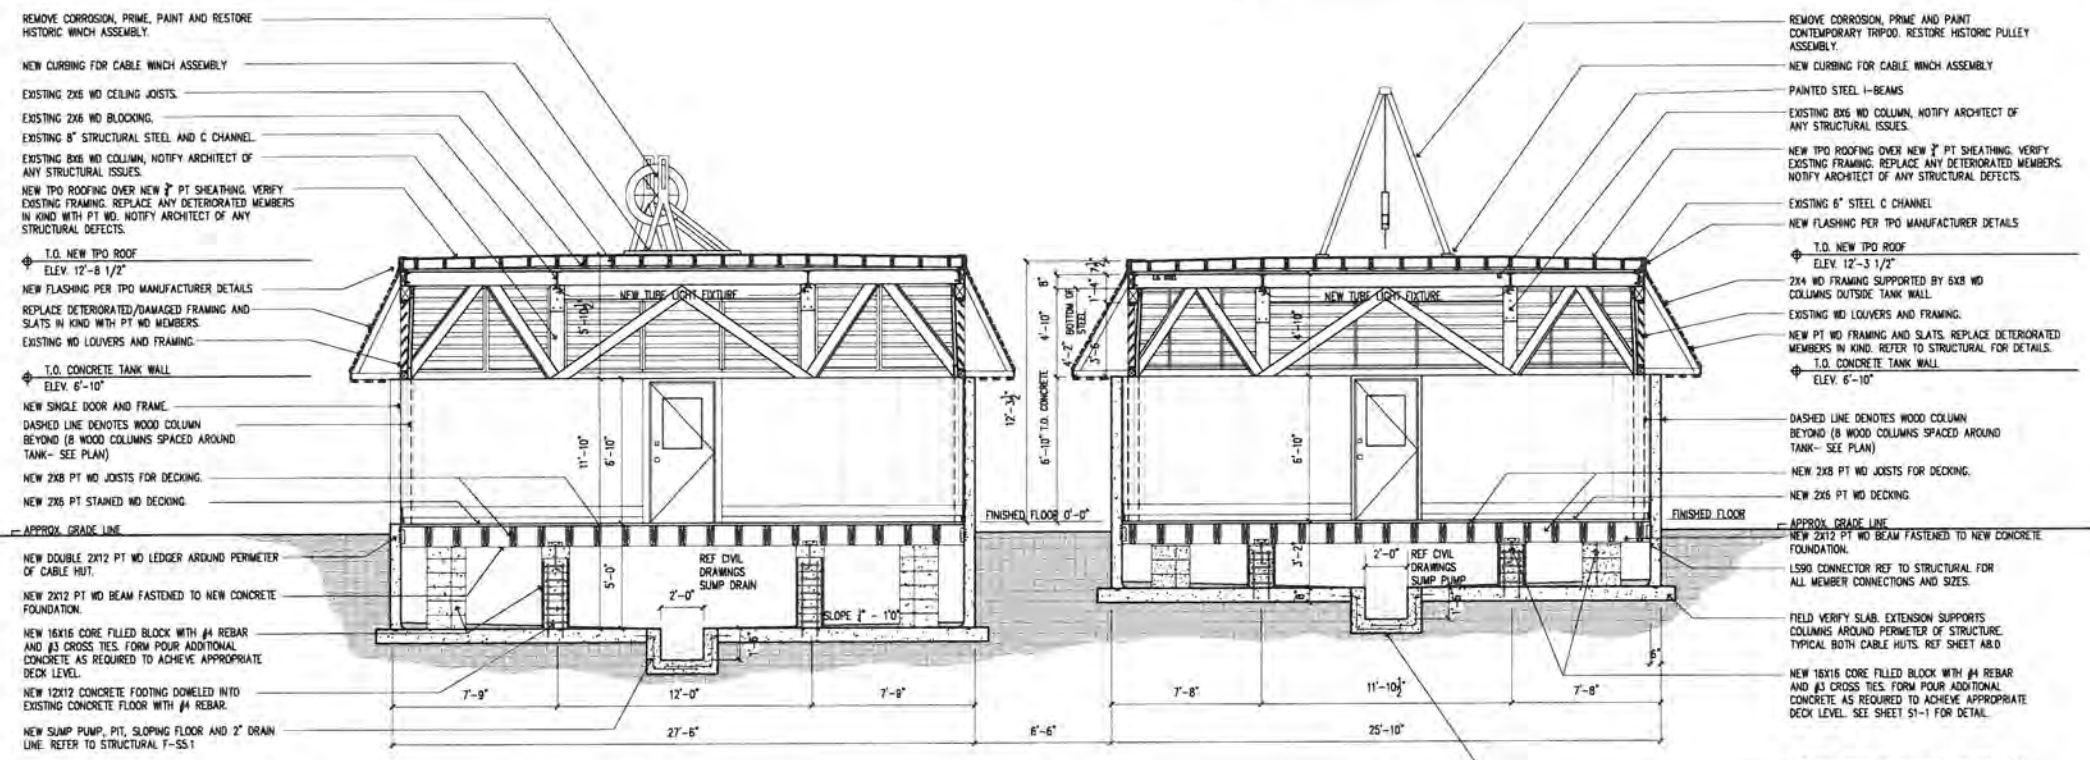 REMOVE CORROSION, PRIME, PAINT AND RESTORE
HISTORIC WINCH ASSEMBLY.
NEW CURBING FOR CABLE WINCH ASSEMBLY
EXISTING 2X6 WD CEILING JOISTS.
EXISTING 2X6 WD BLOCKING.
EXISTING 8" STRUCTURAL STEEL AND C CHANNEL.
EXISTING 8X6 WD COLUMN, NOTIFY ARCHITECT OF
ANY STRUCTURAL ISSUES.
NEW TPO ROOFING OVER NEW PT SHEATHING. VERIFY
EXISTING FRAMING. REPLACE ANY DETERIORATED MEMBERS
IN KIND WITH PT WD. NOTIFY ARCHITECT OF ANY
STRUCTURAL DEFECTS.
T.O. NEW TPO ROOF
ELEV. 12'-8 1/2"
NEW FLASHING PER TPO MANUFACTURER DETAILS
REPLACE DETERIORATED/DAMAGED FRAMING AND
SLATS IN KIND WITH PT WD MEMBERS.
EXISTING WD LOUVERS AND FRAMING.
T.O. CONCRETE TANK WALL
ELEV. 6'-10"
NEW SINGLE DOOR AND FRAME.
DASHED LINE DENOTES WOOD COLUMN
BEYOND (8 WOOD COLUMNS SPACED AROUND
TANK- SEE PLAN)
NEW 2X8 PT WD JOISTS FOR DECKING.
NEW 2X6 PT STAINED WD DECKING.
APPROX. GRADE LINE
NEW DOUBLE 2X12 PT WD LEDGER AROUND PERIMETER
OF CABLE HUT.
NEW 2X12 PT WD BEAM FASTENED TO NEW CONCRETE
FOUNDATION.
NEW 16X16 CORE FILLED BLOCK WITH #4 REBAR
AND #3 CROSS TIES. FORM POUR ADDITIONAL
CONCRETE AS REQUIRED TO ACHIEVE APPROPRIATE
DECK LEVEL.
NEW 12X12 CONCRETE FOOTING DOWELED INTO
EXISTING CONCRETE FLOOR WITH #4 REBAR.
NEW SUMP PUMP, PIT, SLOPING FLOOR AND 2" DRAIN
LINE. REFER TO STRUCTURAL F-S5.1
NEW TUBE LIGHT FIXTURE
5'-10½"
11'-10"
6'-10"
5'-0"
REF CIVIL
DRAWINGS
SUMP DRAIN
2'-0"
SLOPE ¼" - 1'0"
1'-6"
7'-9"
12'-0"
7'-9"
27'-6"
6'-6"
12'-3½"
FINISHED FLOOR 0'-0"
6'-10" T.O. CONCRETE
8"
4'-10"
4'-2" BOTTOM OF
STEEL
1'-4"
7½"
3'-6"
NEW TUBE LIGHT FIXTURE
4'-10"
6'-10"
3'-2"
8"
2'-0"
REF CIVIL
DRAWINGS
SUMP PUMP
6"
7'-8"
11'-10½"
7'-8"
25'-10"
FINISHED FLOOR
REMOVE CORROSION, PRIME AND PAINT
CONTEMPORARY TRIPOD. RESTORE HISTORIC PULLEY
ASSEMBLY.
NEW CURBING FOR CABLE WINCH ASSEMBLY
PAINTED STEEL I-BEAMS
EXISTING 8X6 WD COLUMN, NOTIFY ARCHITECT OF
ANY STRUCTURAL ISSUES.
NEW TPO ROOFING OVER NEW PT SHEATHING. VERIFY
EXISTING FRAMING. REPLACE ANY DETERIORATED MEMBERS.
NOTIFY ARCHITECT OF ANY STRUCTURAL DEFECTS.
EXISTING 6" STEEL C CHANNEL
NEW FLASHING PER TPO MANUFACTURER DETAILS
T.O. NEW TPO ROOF
ELEV. 12'-3 1/2"
2X4 WD FRAMING SUPPORTED BY 6X8 WD
COLUMNS OUTSIDE TANK WALL.
EXISTING WD LOUVERS AND FRAMING.
NEW PT WD FRAMING AND SLATS. REPLACE DETERIORATED
MEMBERS IN KIND. REFER TO STRUCTURAL FOR DETAILS.
T.O. CONCRETE TANK WALL
ELEV. 6'-10"
DASHED LINE DENOTES WOOD COLUMN
BEYOND (8 WOOD COLUMNS SPACED AROUND
TANK- SEE PLAN)
NEW 2X8 PT WD JOISTS FOR DECKING.
NEW 2X6 PT WD DECKING.
APPROX. GRADE LINE
NEW 2X12 PT WD BEAM FASTENED TO NEW CONCRETE
FOUNDATION.
LS90 CONNECTOR REF TO STRUCTURAL FOR
ALL MEMBER CONNECTIONS AND SIZES.
FIELD VERIFY SLAB. EXTENSION SUPPORTS
COLUMNS AROUND PERIMETER OF STRUCTURE.
TYPICAL BOTH CABLE HUTS. REF SHEET A8.0
NEW 16X16 CORE FILLED BLOCK WITH #4 REBAR
AND #3 CROSS TIES. FORM POUR ADDITIONAL
CONCRETE AS REQUIRED TO ACHIEVE APPROPRIATE
DECK LEVEL. SEE SHEET S1-1 FOR DETAIL.